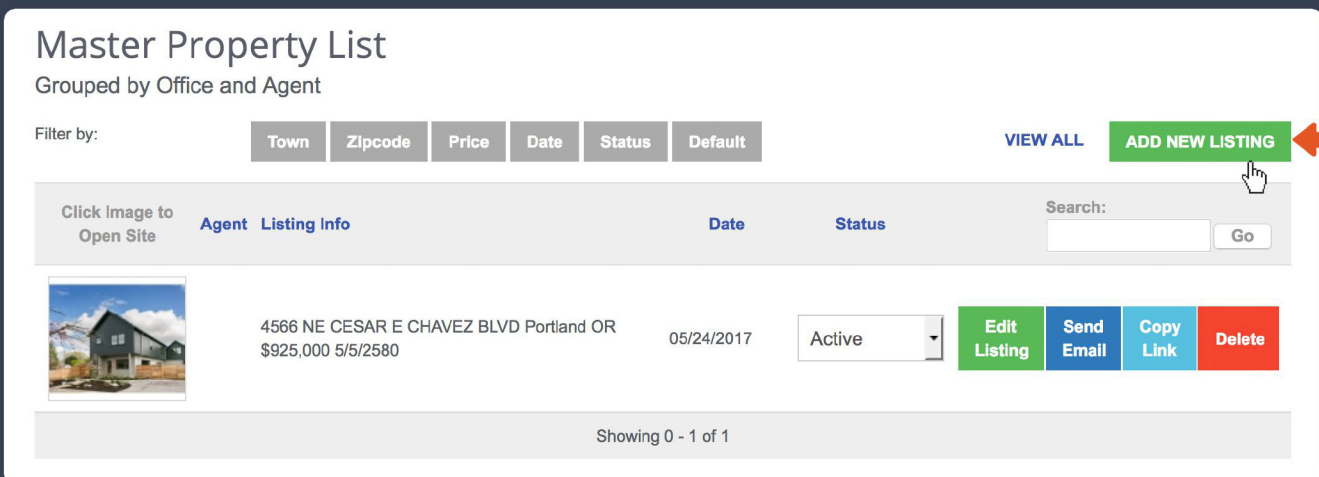 Master Property List
Grouped by Office and Agent
Filter by:
Town Zipcode Price Date Status Default
VIEW ALL ADD NEW LISTING
Click Image to
Open Site
Agent Listing Info Date Status
Search:
Go
4566 NE CESAR E CHAVEZ BLVD Portland OR
$925,000 5/5/2580
05/24/2017
Active
Edit
Listing
Send
Email
Copy
Link
Delete
Showing 0 - 1 of 1